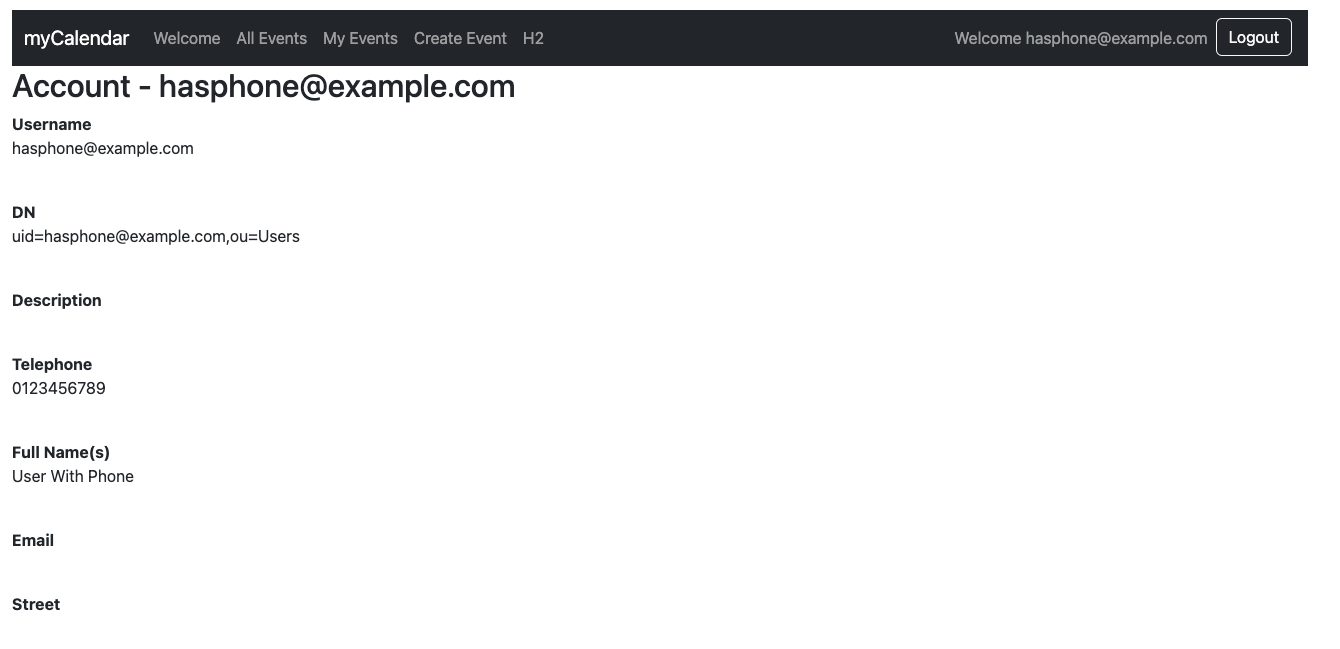 myCalendar Welcome All Events My Events Create Event H2 Welcome hasphone@example.com Logout
Account - hasphone@example.com
Username
hasphone@example.com
DN
uid=hasphone@example.com,ou=Users
Description
Telephone
0123456789
Full Name(s)
User With Phone
Email
Street